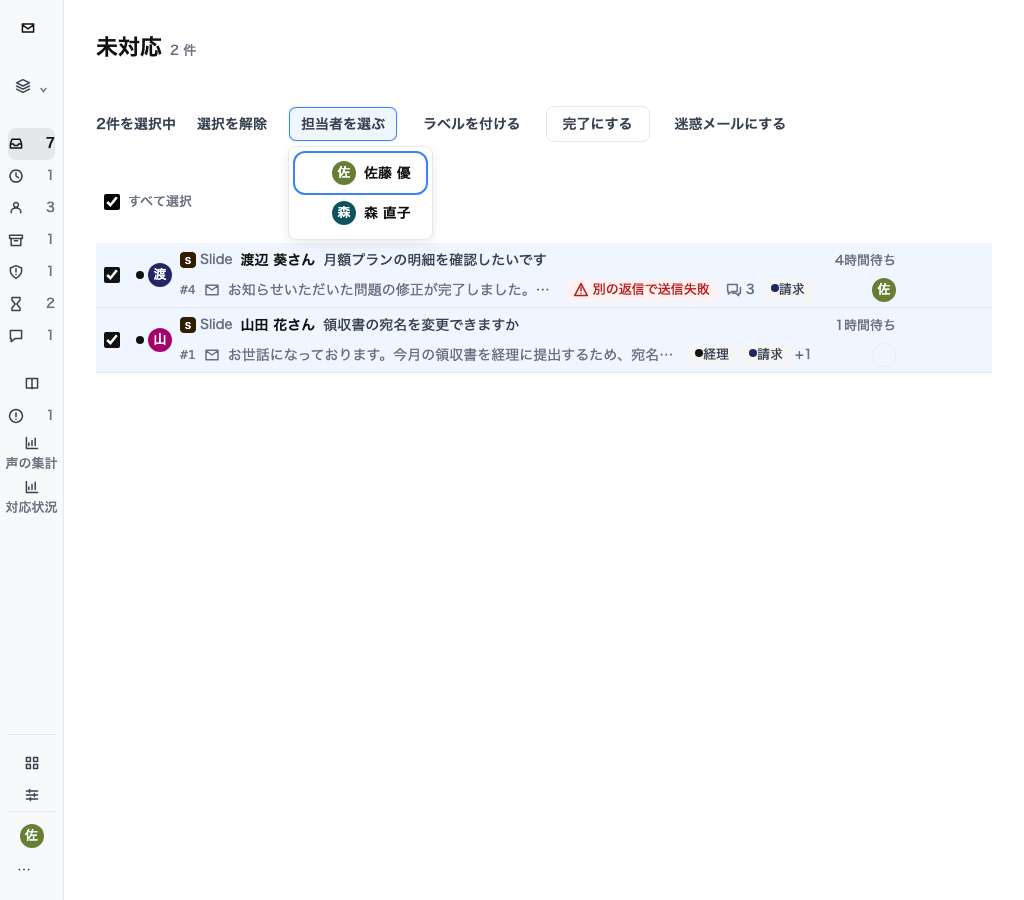 未対応 2 件
2件を選択中 選択を解除 担当者を選ぶ ラベルを付ける 完了にする 迷惑メールにする
佐 佐藤 優
森 森 直子
すべて選択
渡 S Slide 渡辺 葵さん 月額プランの明細を確認したいです 4時間待ち
#4 お知らせいただいた問題の修正が完了しました。… 別の返信で送信失敗 3 請求 佐
山 S Slide 山田 花さん 領収書の宛名を変更できますか 1時間待ち
#1 お世話になっております。今月の領収書を経理に提出するため、宛名… 経理 請求 +1
7
1
3
1
1
2
1
1
声の集計
対応状況
佐
…